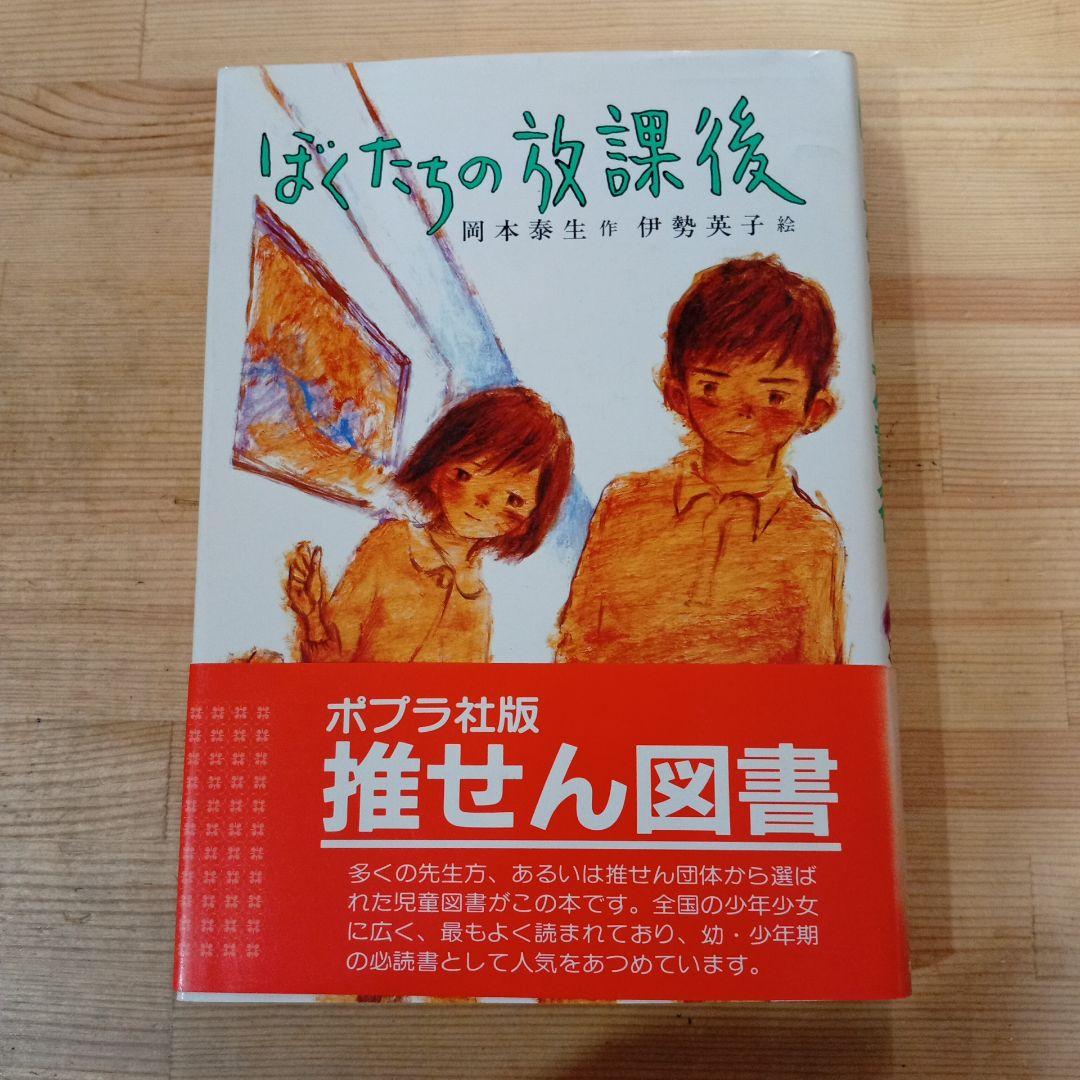 ぼくたちの放課後
岡本泰生 作 伊勢英子 絵
ポプラ社版
推せん図書
多くの先生方、あるいは推せん団体から選ば
れた児童図書がこの本です。全国の少年少女
に広く、最もよく読まれており、幼・少年期
の必読書として人気をあつめています。